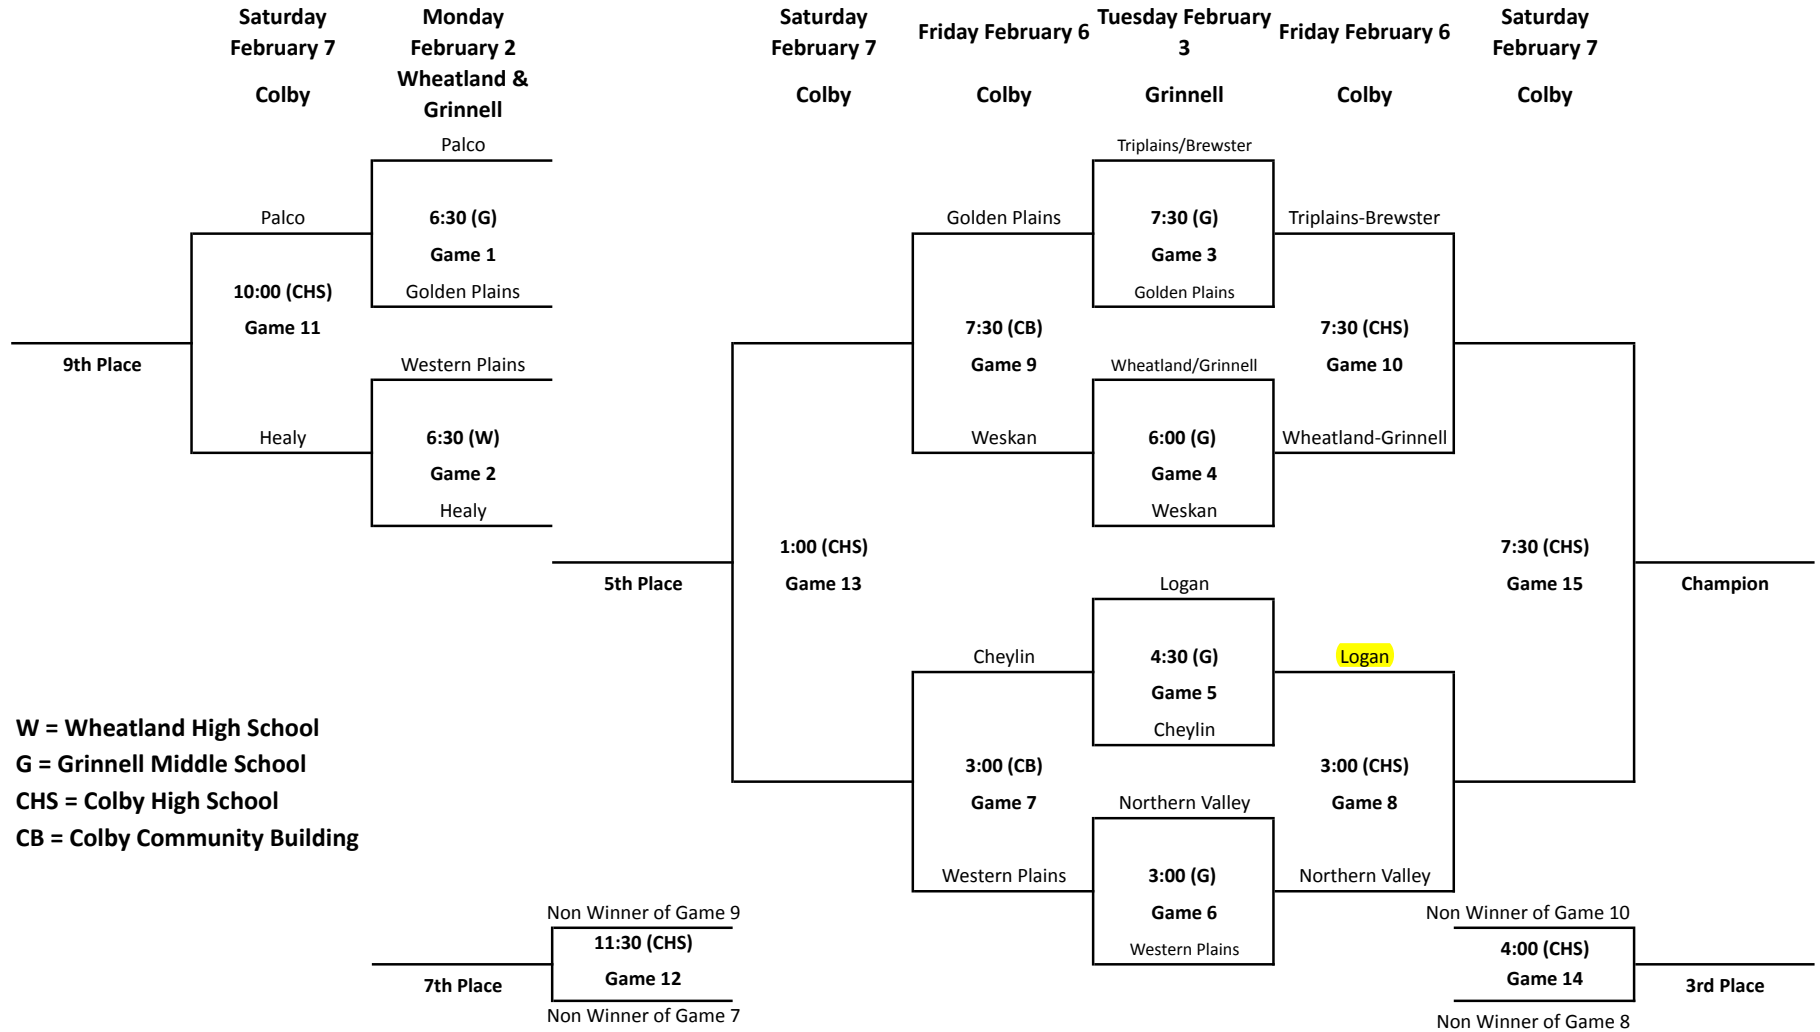 Saturday
February 7
Colby
Monday
February 2
Wheatland &
Grinnell
Saturday
February 7
Colby
Friday February 6
Colby
Tuesday February
3
Grinnell
Friday February 6
Colby
Saturday
February 7
Colby
Palco
6:30 (G)
Game 1
Golden Plains
Palco
10:00 (CHS)
Game 11
9th Place
Healy
Western Plains
6:30 (W)
Game 2
Healy
Triplains/Brewster
7:30 (G)
Game 3
Golden Plains
Golden Plains
7:30 (CB)
Game 9
Weskan
Wheatland/Grinnell
6:00 (G)
Game 4
Weskan
Triplains-Brewster
7:30 (CHS)
Game 10
Wheatland-Grinnell
5th Place
1:00 (CHS)
Game 13
7:30 (CHS)
Game 15
Champion
Logan
4:30 (G)
Game 5
Cheylin
Cheylin
3:00 (CB)
Game 7
Western Plains
Northern Valley
3:00 (G)
Game 6
Western Plains
Logan
3:00 (CHS)
Game 8
Northern Valley
W = Wheatland High School
G = Grinnell Middle School
CHS = Colby High School
CB = Colby Community Building
Non Winner of Game 9
11:30 (CHS)
Game 12
7th Place
Non Winner of Game 7
Non Winner of Game 10
4:00 (CHS)
Game 14
3rd Place
Non Winner of Game 8